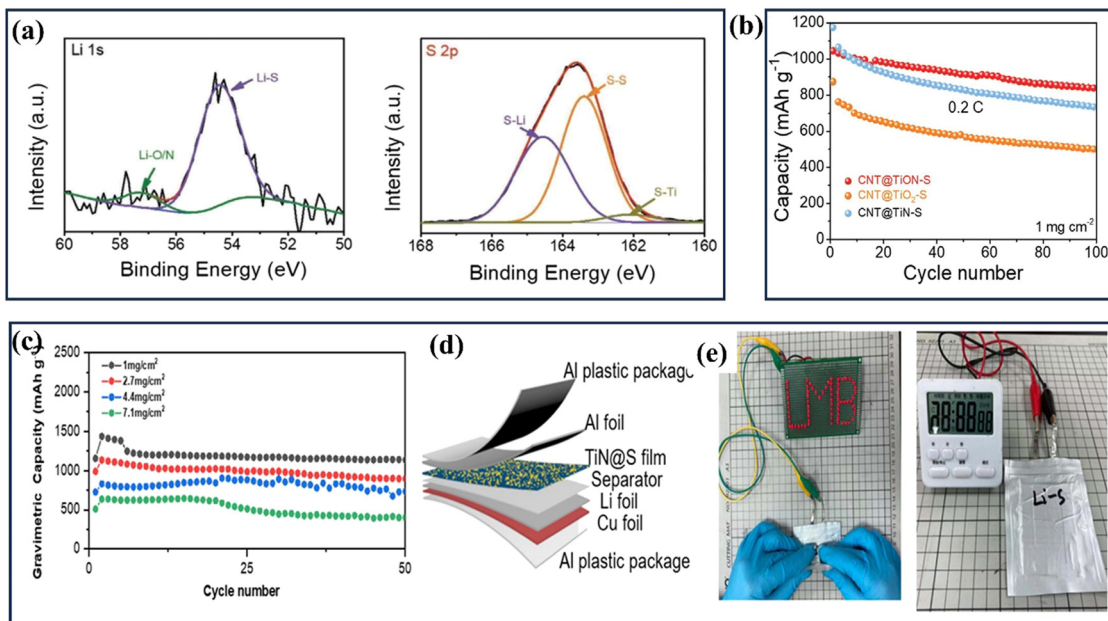 (a)
Li 1s
Li-S
Li-O/N
Intensity (a.u.)
60 58 56 54 52 50
Binding Energy (eV)
S 2p
S-S
S-Li
S-Ti
Intensity (a.u.)
168 166 164 162 160
Binding Energy (eV)
(b)
1200
1000
800
600
400
200
0
Capacity (mAh g⁻¹)
0.2 C
CNT@TiON-S
CNT@TiO₂-S
CNT@TiN-S
1 mg cm⁻²
0 20 40 60 80 100
Cycle number
(c)
2500
2000
1500
1000
500
0
Gravimetric Capacity (mAh g⁻¹)
1mg/cm²
2.7mg/cm²
4.4mg/cm²
7.1mg/cm²
0 25 50
Cycle number
(d)
Al plastic package
Al foil
TiN@S film
Separator
Li foil
Cu foil
Al plastic package
(e)
LMB
Li-S